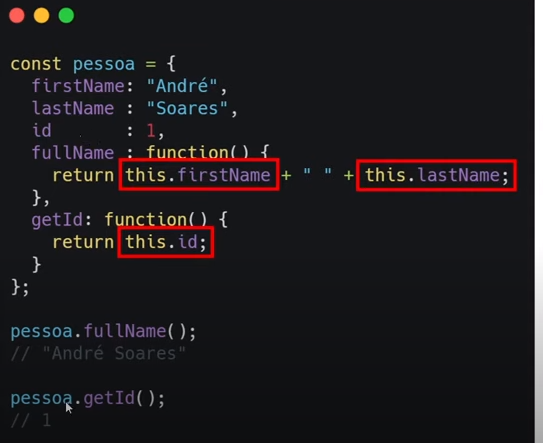 const pessoa = {
firstName: "André",
lastName : "Soares",
id : 1,
fullName : function() {
return this.firstName + " " + this.lastName;
},
getId: function() {
return this.id;
}
};
pessoa.fullName();
// "André Soares"
pessoa.getId();
// 1